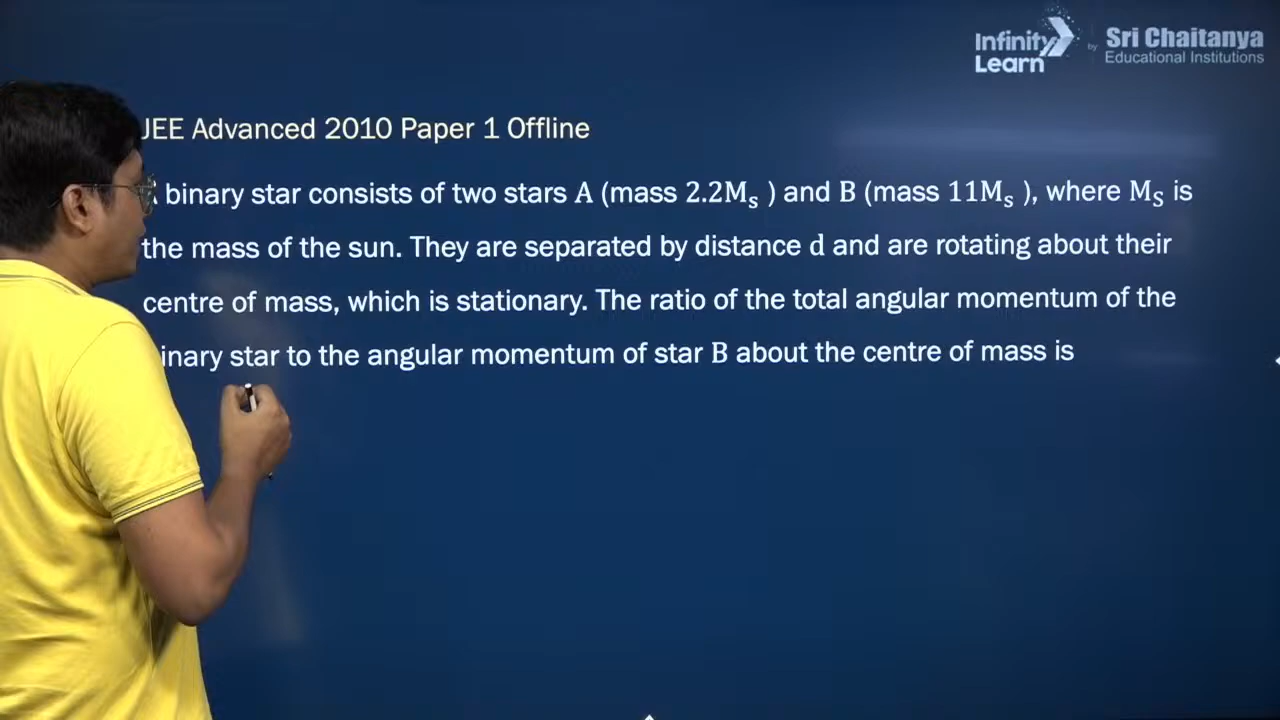 Infinity Learn by Sri Chaitanya Educational Institutions
JEE Advanced 2010 Paper 1 Offline
binary star consists of two stars A (mass 2.2Mₛ ) and B (mass 11Mₛ ), where M_S is
the mass of the sun. They are separated by distance d and are rotating about their
centre of mass, which is stationary. The ratio of the total angular momentum of the
binary star to the angular momentum of star B about the centre of mass is